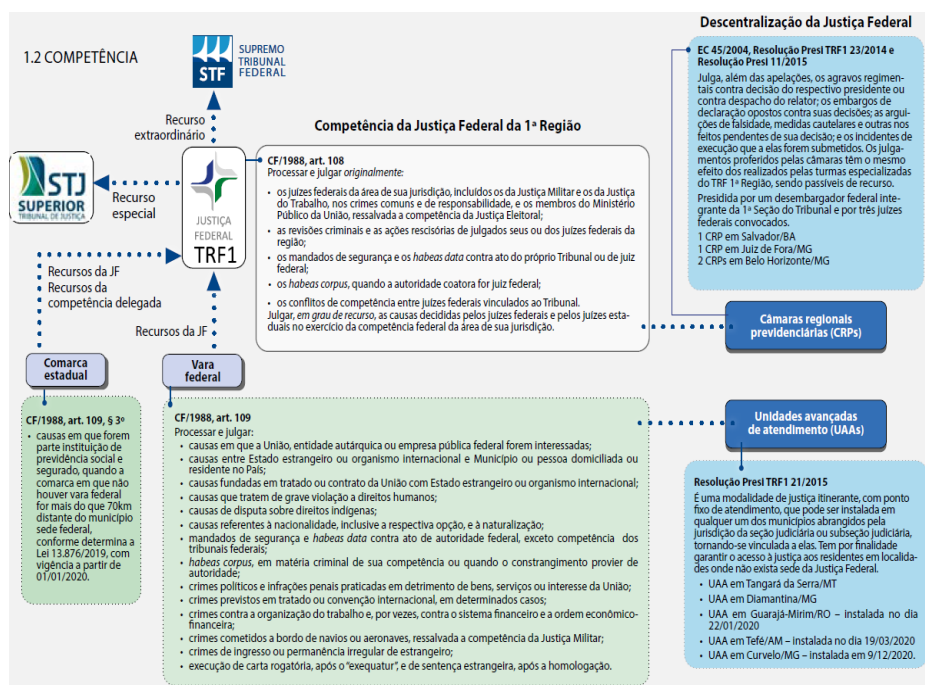 1.2 COMPETÊNCIA
STF
SUPREMO
TRIBUNAL
FEDERAL
Recurso
extraordinário
STJ
SUPERIOR
TRIBUNAL DE JUSTIÇA
Recurso
especial
JUSTIÇA
FEDERAL
TRF1
Recursos da JF
Recursos da
competência delegada
Recursos da JF
Comarca
estadual
Vara
federal
CF/1988, art. 109, § 3º
• causas em que forem
parte instituição de
previdência social e
segurado, quando a
comarca em que não
houver vara federal
for mais do que 70km
distante do município
sede federal,
conforme determina a
Lei 13.876/2019, com
vigência a partir de
01/01/2020.
Competência da Justiça Federal da 1ª Região
CF/1988, art. 108
Processar e julgar originalmente:
• os juízes federais da área de sua jurisdição, incluídos os da Justiça Militar e os da Justiça
do Trabalho, nos crimes comuns e de responsabilidade, e os membros do Ministério
Público da União, ressalvada a competência da Justiça Eleitoral;
• as revisões criminais e as ações rescisórias de julgados seus ou dos juízes federais da
região;
• os mandados de segurança e os habeas data contra ato do próprio Tribunal ou de juiz
federal;
• os habeas corpus, quando a autoridade coatora for Juiz federal;
• os conflitos de competência entre juízes federais vinculados ao Tribunal.
Julgar, em grau de recurso, as causas decididas pelos juízes federais e pelos juízes esta-
duais no exercício da competência federal da área de sua jurisdição.
CF/1988, art. 109
Processar e julgar:
• causas em que a União, entidade autárquica ou empresa pública federal forem interessadas;
• causas entre Estado estrangeiro ou organismo internacional e Município ou pessoa domiciliada ou
residente no País;
• causas fundadas em tratado ou contrato da União com Estado estrangeiro ou organismo internacional;
• causas que tratem de grave violação a direitos humanos;
• causas de disputa sobre direitos indígenas;
• causas referentes à nacionalidade, inclusive a respectiva opção, e à naturalização;
• mandados de segurança e habeas data contra ato de autoridade federal, exceto competência dos
tribunais federais;
• habeas corpus, em matéria criminal de sua competência ou quando o constrangimento provier de
autoridade;
• crimes políticos e infrações penais praticadas em detrimento de bens, serviços ou interesse da União;
• crimes previstos em tratado ou convenção internacional, em determinados casos;
• crimes contra a organização do trabalho e, por vezes, contra o sistema financeiro e a ordem econômico-
financeira;
• crimes cometidos a bordo de navios ou aeronaves, ressalvada a competência da Justiça Militar;
• crimes de ingresso ou permanência irregular de estrangeiro;
• execução de carta rogatória, após o "exequatur", e de sentença estrangeira, após a homologação.
Descentralização da Justiça Federal
EC 45/2004, Resolução Presi TRF1 23/2014 e
Resolução Presi 11/2015
Julga, além das apelações, os agravos regimen-
tais contra decisão do respectivo presidente ou
contra despacho do relator; os embargos de
declaração opostos contra suas decisões; as argui-
ções de falsidade, medidas cautelares e outras nos
feitos pendentes de sua decisão; e os incidentes de
execução que a elas forem submetidos. Os julga-
mentos proferidos pelas câmaras têm o mesmo
efeito dos realizados pelas turmas especializadas
do TRF 1ª Região, sendo passíveis de recurso.
Presidida por um desembargador federal inte-
grante da 1ª Seção do Tribunal e por três juízes
federais convocados.
1 CRP em Salvador/BA
1 CRP em Juiz de Fora/MG
2 CRPs em Belo Horizonte/MG
Câmaras regionais
previdenciárias (CRPs)
Unidades avançadas
de atendimento (UAAs)
Resolução Presi TRF1 21/2015
É uma modalidade de justiça itinerante, com ponto
fixo de atendimento, que pode ser instalada em
qualquer um dos municípios abrangidos pela
jurisdição da seção judiciária ou subseção judiciária,
tornando-se vinculada a elas. Tem por finalidade
garantir o acesso à justiça aos residentes em localida-
des onde não exista sede da Justiça Federal.
• UAA em Tangará da Serra/MT
• UAA em Diamantina/MG
• UAA em Guarajá-Mirim/RO – instalada no dia
22/01/2020
• UAA em Tefé/AM – instalada no dia 19/03/2020
• UAA em Curvelo/MG – instalada em 9/12/2020.